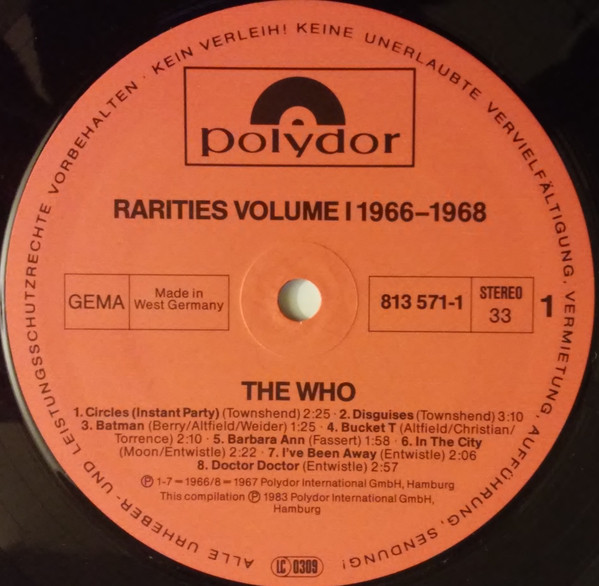 ALLE URHEBER- UND LEISTUNGSSCHUTZRECHTE VORBEHALTEN · KEIN VERLEIH! KEINE UNERLAUBTE VERVIELFÄLTIGUNG, VERMIETUNG, AUFFÜHRUNG, SENDUNG!
polydor
RARITIES VOLUME I 1966–1968
GEMA
Made in
West Germany
813 571-1
STEREO
33
1
THE WHO
1. Circles (Instant Party) (Townshend) 2:25 · 2. Disguises (Townshend) 3:10
3. Batman (Berry/Altfield/Weider) 1:25 · 4. Bucket T (Altfield/Christian/
Torrence) 2:10 · 5. Barbara Ann (Fassert) 1:58 · 6. In The City
(Moon/Entwistle) 2:22 · 7. I've Been Away (Entwistle) 2:06
8. Doctor Doctor (Entwistle) 2:57
Ⓟ 1-7 = 1966/8 = 1967 Polydor International GmbH, Hamburg
This compilation Ⓟ 1983 Polydor International GmbH,
Hamburg
LC 0309